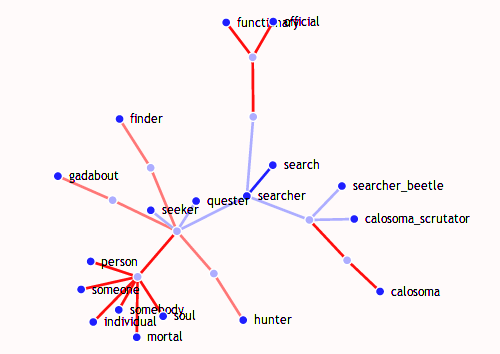 functionary
official
finder
search
gadabout
searcher_beetle
quester
searcher
seeker
calosoma_scrutator
person
someone
calosoma
somebody
soul
individual
hunter
mortal